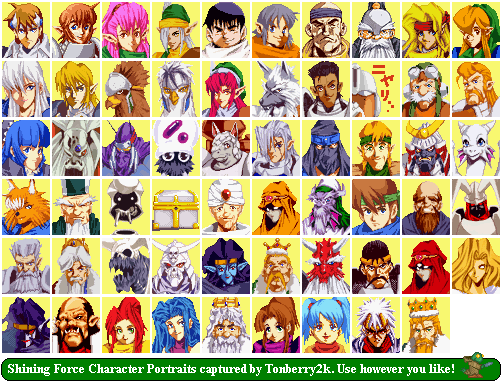 ニヤリ…
Shining Force Character Portraits captured by Tonberry2k. Use however you like!